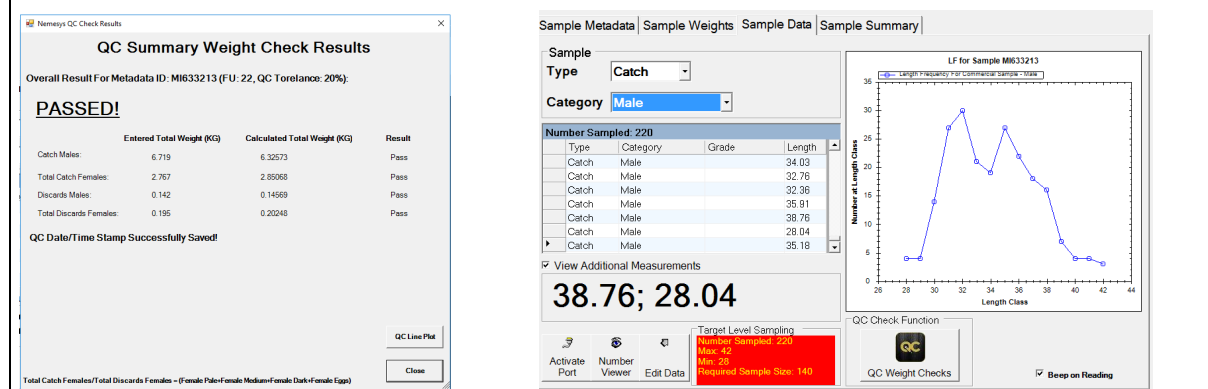 Nemesys QC Check Results
QC Summary Weight Check Results
Overall Result For Metadata ID: MI633213 (FU: 22, QC Torelance: 20%):
PASSED!
Entered Total Weight (KG) Calculated Total Weight (KG) Result
Catch Males: 6.719 6.32573 Pass
Total Catch Females: 2.767 2.85068 Pass
Discards Males: 0.142 0.14569 Pass
Total Discards Females: 0.195 0.20248 Pass
QC Date/Time Stamp Successfully Saved!
QC Line Plot
Close
Total Catch Females/Total Discards Females = (Female Pale+Female Medium+Female Dark+Female Eggs)
Sample Metadata Sample Weights Sample Data Sample Summary
Sample
Type Catch
Category Male
Number Sampled: 220
Type Category Grade Length
Catch Male 34.03
Catch Male 32.76
Catch Male 32.36
Catch Male 35.91
Catch Male 38.76
Catch Male 28.04
Catch Male 35.18
View Additional Measurements
38.76; 28.04
Activate Port
Number Viewer
Edit Data
Target Level Sampling
Number Sampled: 220
Max: 42
Min: 28
Required Sample Size: 140
LF for Sample MI633213
Length Frequency For Commercial Sample - Male
Number at Length Class
35
30
25
20
15
10
5
0
26 28 30 32 34 36 38 40 42 44
Length Class
QC Check Function
QC
QC Weight Checks
Beep on Reading